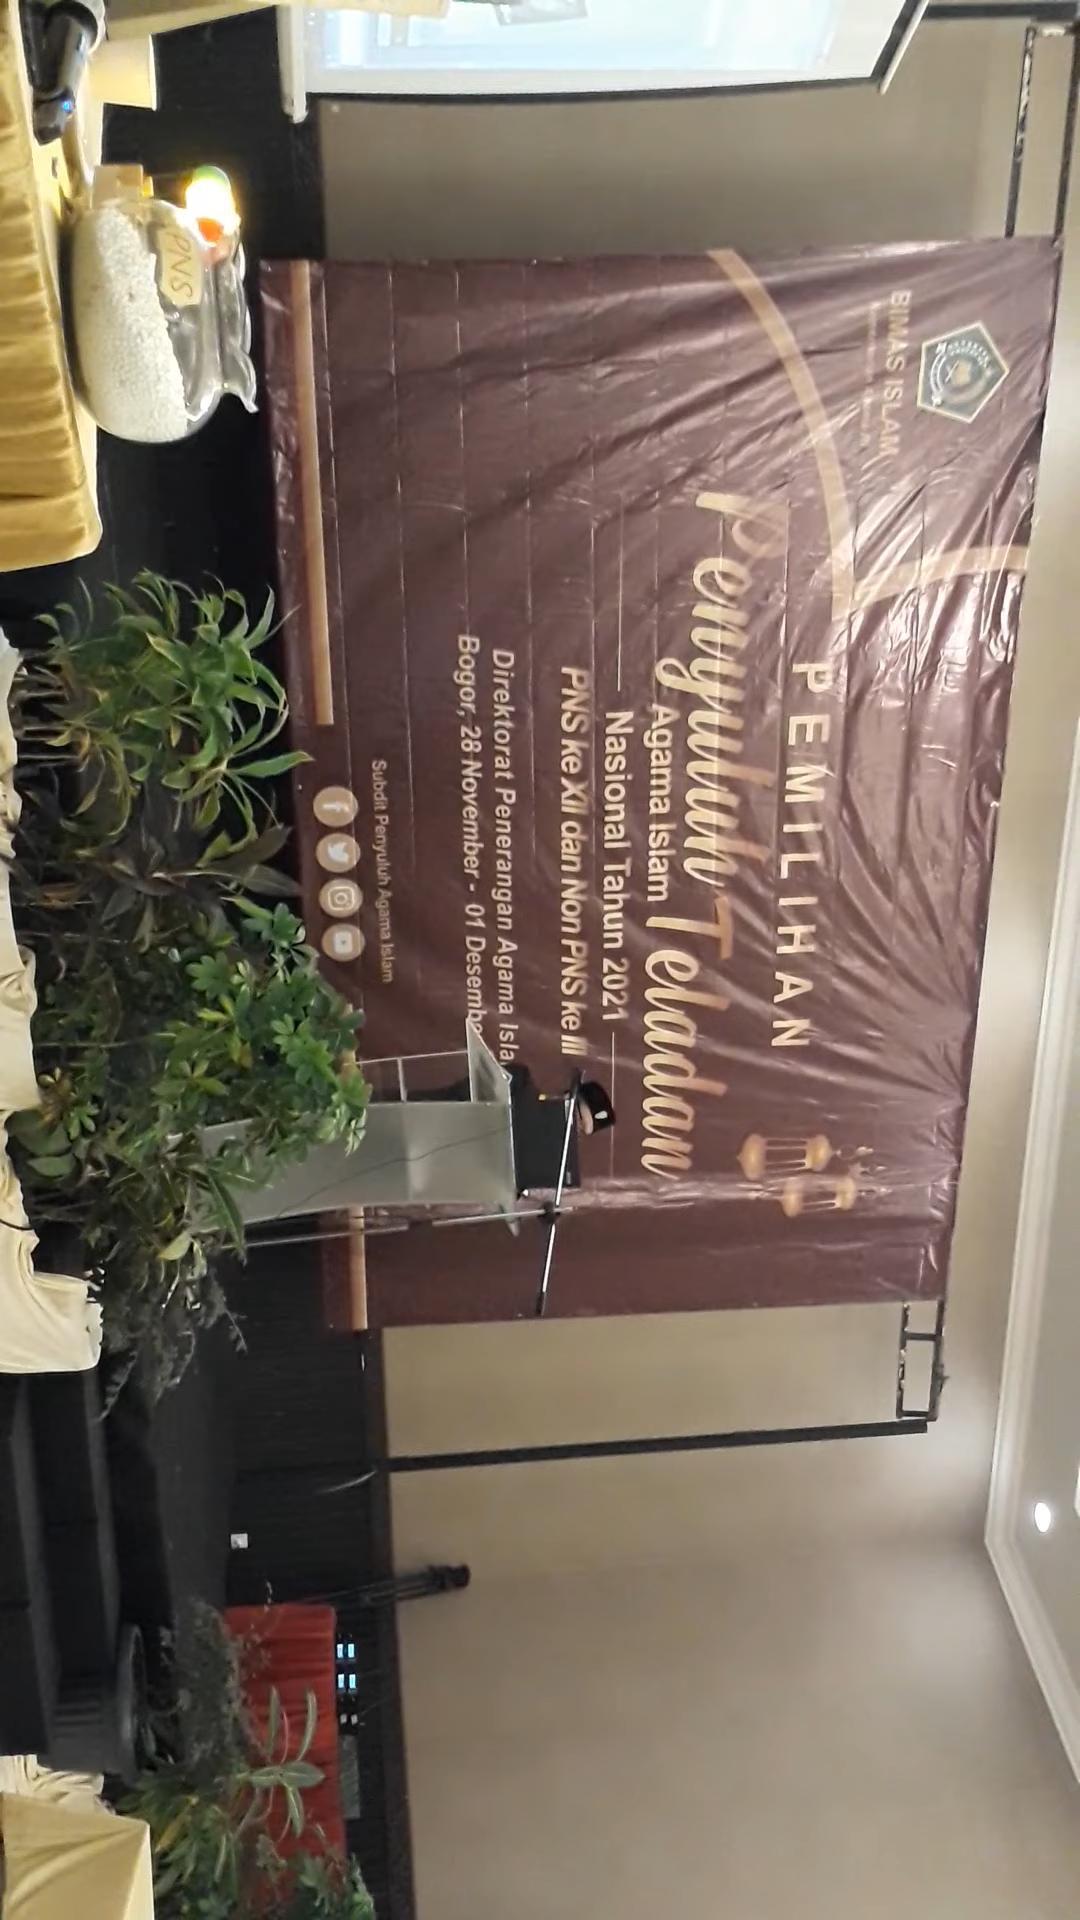 BIMAS ISLAM
PEMILIHAN
Penyuluh Teladan
Agama Islam
Nasional Tahun 2021
PNS ke XII dan Non PNS ke III
Direktorat Penerangan Agama Isla
Bogor, 28 November - 01 Desembe
Subdit Penyuluh Agama Islam
PNS